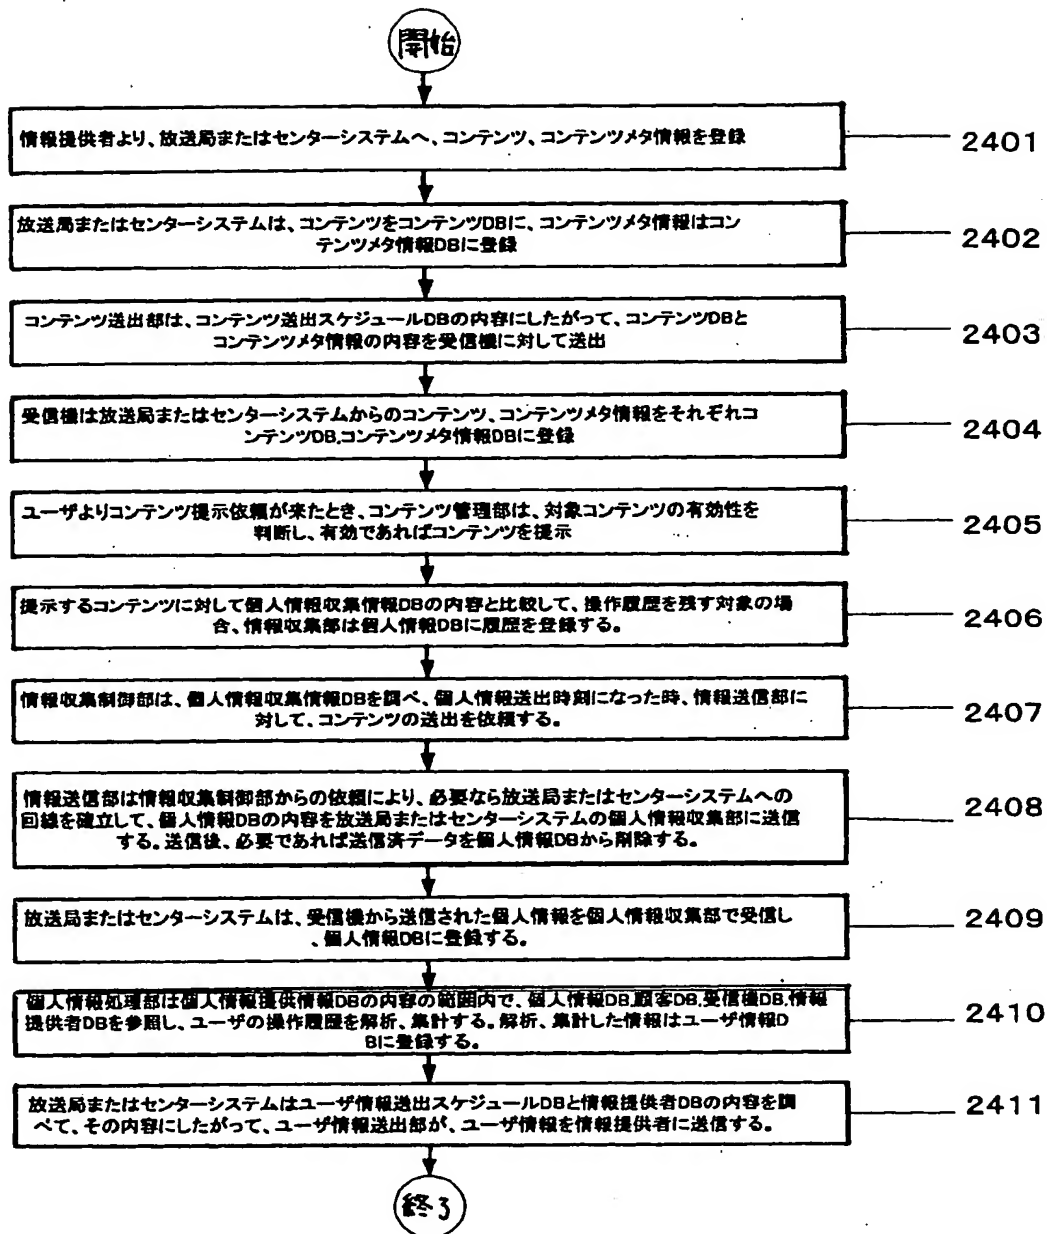 開始
情報提供者より、放送局またはセンターシステムへ、コンテンツ、コンテンツメタ情報を登録
2401
放送局またはセンターシステムは、コンテンツをコンテンツDBに、コンテンツメタ情報はコン
テンツメタ情報DBに登録
2402
コンテンツ送出部は、コンテンツ送出スケジュールDBの内容にしたがって、コンテンツDBと
コンテンツメタ情報の内容を受信機に対して送出
2403
受信機は放送局またはセンターシステムからのコンテンツ、コンテンツメタ情報をそれぞれコ
ンテンツDB,コンテンツメタ情報DBに登録
2404
ユーザよりコンテンツ提示依頼が来たとき、コンテンツ管理部は、対象コンテンツの有効性を
判断し、有効であればコンテンツを提示
2405
提示するコンテンツに対して個人情報収集情報DBの内容と比較して、操作履歴を残す対象の場
合、情報収集部は個人情報DBに履歴を登録する。
2406
情報収集制御部は、個人情報収集情報DBを調べ、個人情報送出時刻になった時、情報送信部に
対して、コンテンツの送出を依頼する。
2407
情報送信部は情報収集制御部からの依頼により、必要なら放送局またはセンターシステムへの
回線を確立して、個人情報DBの内容を放送局またはセンターシステムの個人情報収集部に送信
する。送信後、必要であれば送信済データを個人情報DBから削除する。
2408
放送局またはセンターシステムは、受信機から送信された個人情報を個人情報収集部で受信し
、個人情報DBに登録する。
2409
個人情報処理部は個人情報提供情報DBの内容の範囲内で、個人情報DB,顧客DB,受信機DB,情報
提供者DBを参照し、ユーザの操作履歴を解析、集計する。解析、集計した情報はユーザ情報D
Bに登録する。
2410
放送局またはセンターシステムはユーザ情報送出スケジュールDBと情報提供者DBの内容を調
べて、その内容にしたがって、ユーザ情報送出部が、ユーザ情報を情報提供者に送信する。
2411
終了